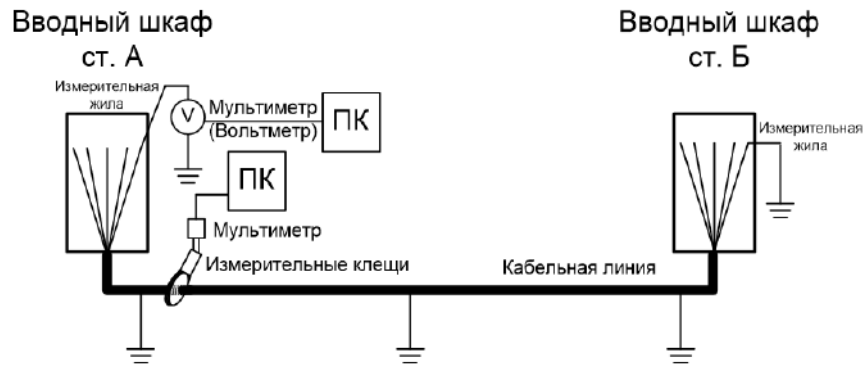 Вводный шкаф
ст. А
Вводный шкаф
ст. Б
Измерительная
жила
V
Мультиметр
(Вольтметр)
ПК
Измерительная
жила
ПК
Мультиметр
Измерительные клещи
Кабельная линия